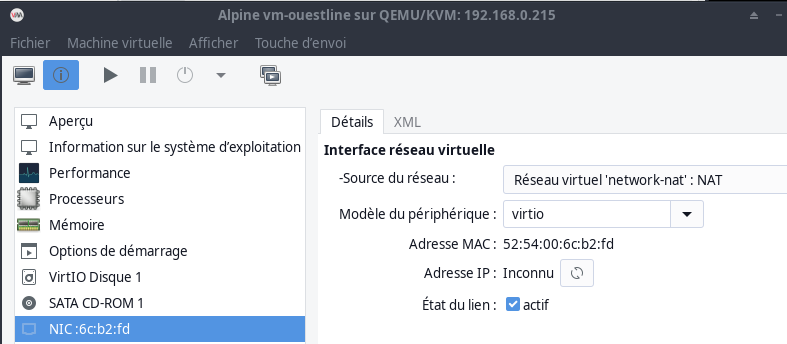 Alpine vm-ouestline sur QEMU/KVM: 192.168.0.215
Fichier Machine virtuelle Afficher Touche d'envoi
Aperçu
Information sur le système d’exploitation
Performance
Processeurs
Mémoire
Options de démarrage
VirtIO Disque 1
SATA CD-ROM 1
NIC :6c:b2:fd
Détails XML
Interface réseau virtuelle
-Source du réseau : Réseau virtuel 'network-nat' : NAT
Modèle du périphérique : virtio
Adresse MAC : 52:54:00:6c:b2:fd
Adresse IP : Inconnu
État du lien : actif